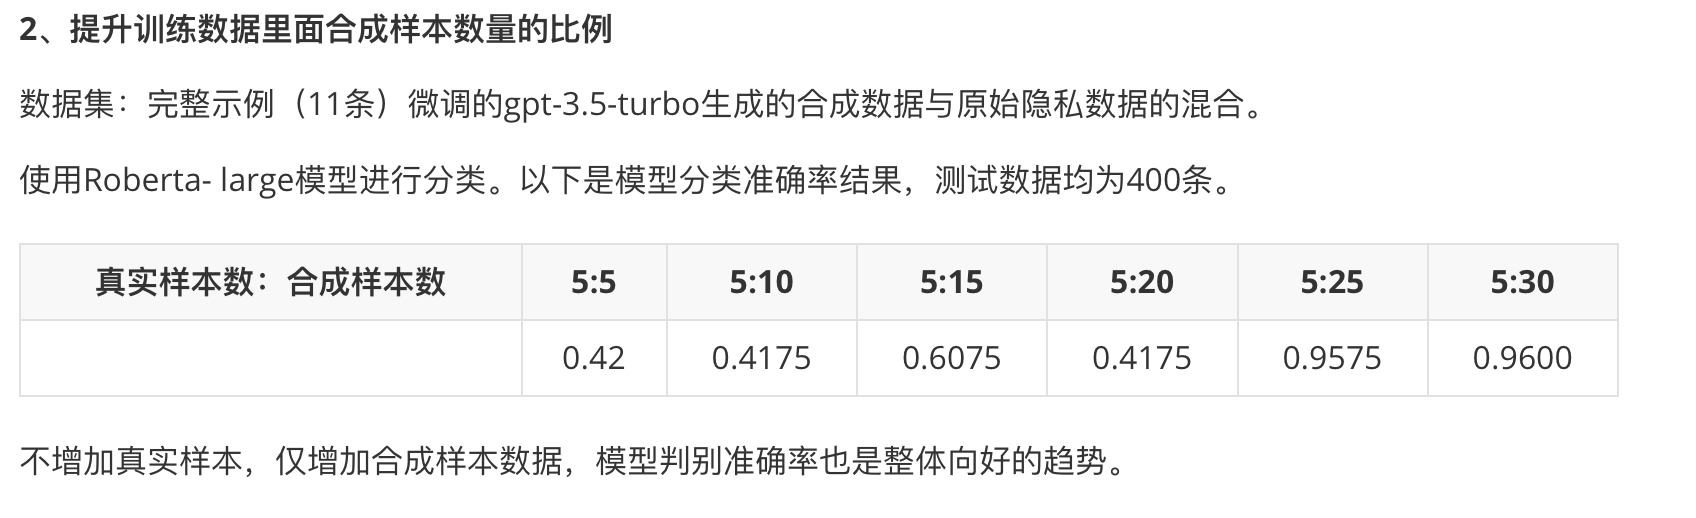 2、提升训练数据里面合成样本数量的比例
数据集：完整示例（11条）微调的gpt-3.5-turbo生成的合成数据与原始隐私数据的混合。
使用Roberta- large模型进行分类。以下是模型分类准确率结果，测试数据均为400条。
真实样本数：合成样本数 5:5 5:10 5:15 5:20 5:25 5:30
0.42 0.4175 0.6075 0.4175 0.9575 0.9600
不增加真实样本，仅增加合成样本数据，模型判别准确率也是整体向好的趋势。